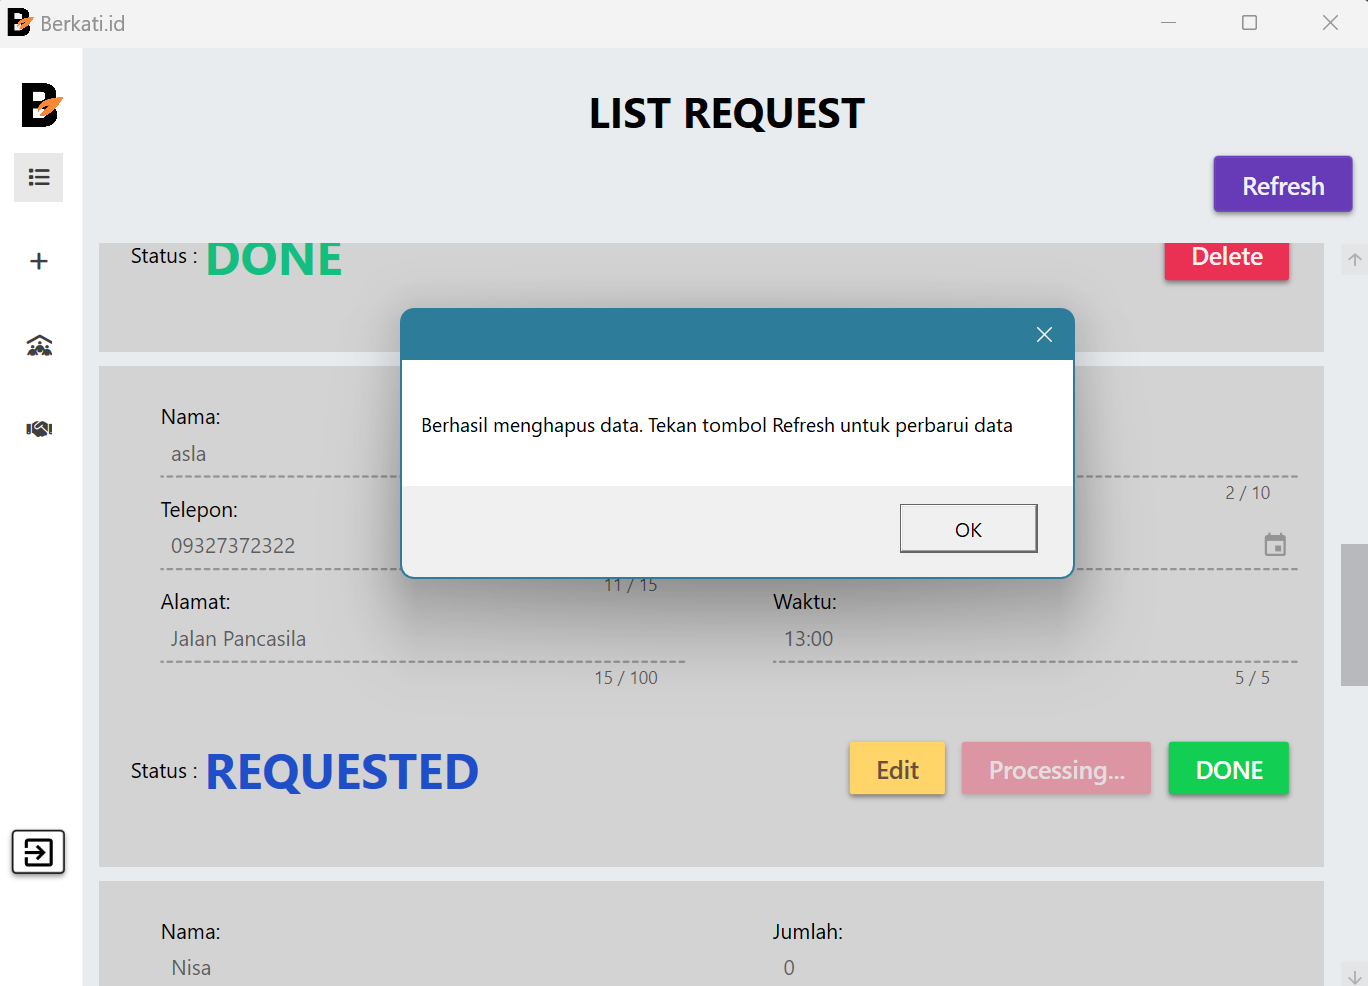 Berkati.id
LIST REQUEST
Refresh
Status : DONE
Delete
Berhasil menghapus data. Tekan tombol Refresh untuk perbarui data
OK
Nama:
asla
2 / 10
Telepon:
09327372322
11 / 15
Alamat:
Jalan Pancasila
15 / 100
Waktu:
13:00
5 / 5
Status : REQUESTED
Edit
Processing...
DONE
Nama:
Nisa
Jumlah:
0